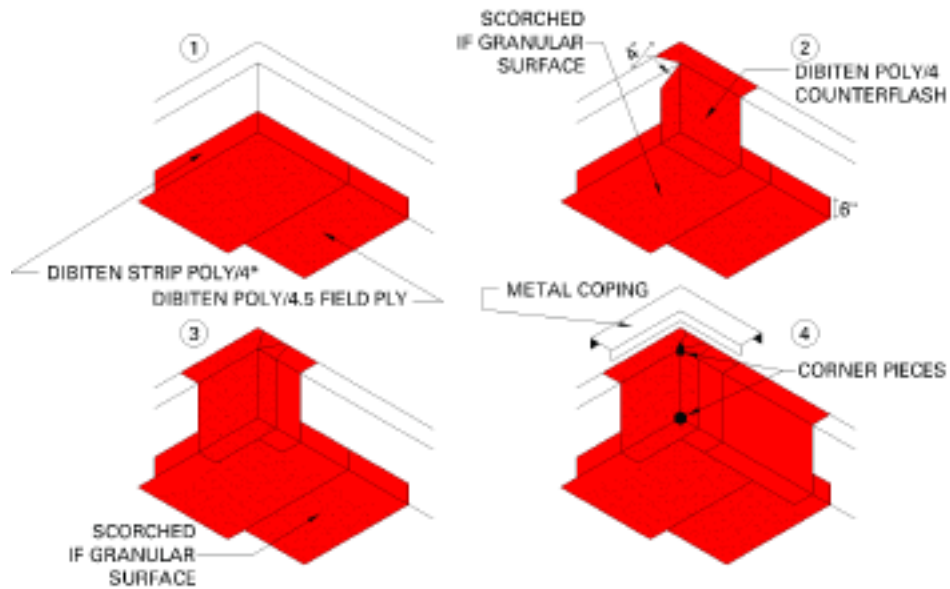 1
DIBITEN STRIP POLY/4*
DIBITEN POLY/4.5 FIELD PLY
SCORCHED
IF GRANULAR
SURFACE
6"
2
DIBITEN POLY/4
COUNTERFLASH
6"
3
SCORCHED
IF GRANULAR
SURFACE
METAL COPING
4
CORNER PIECES